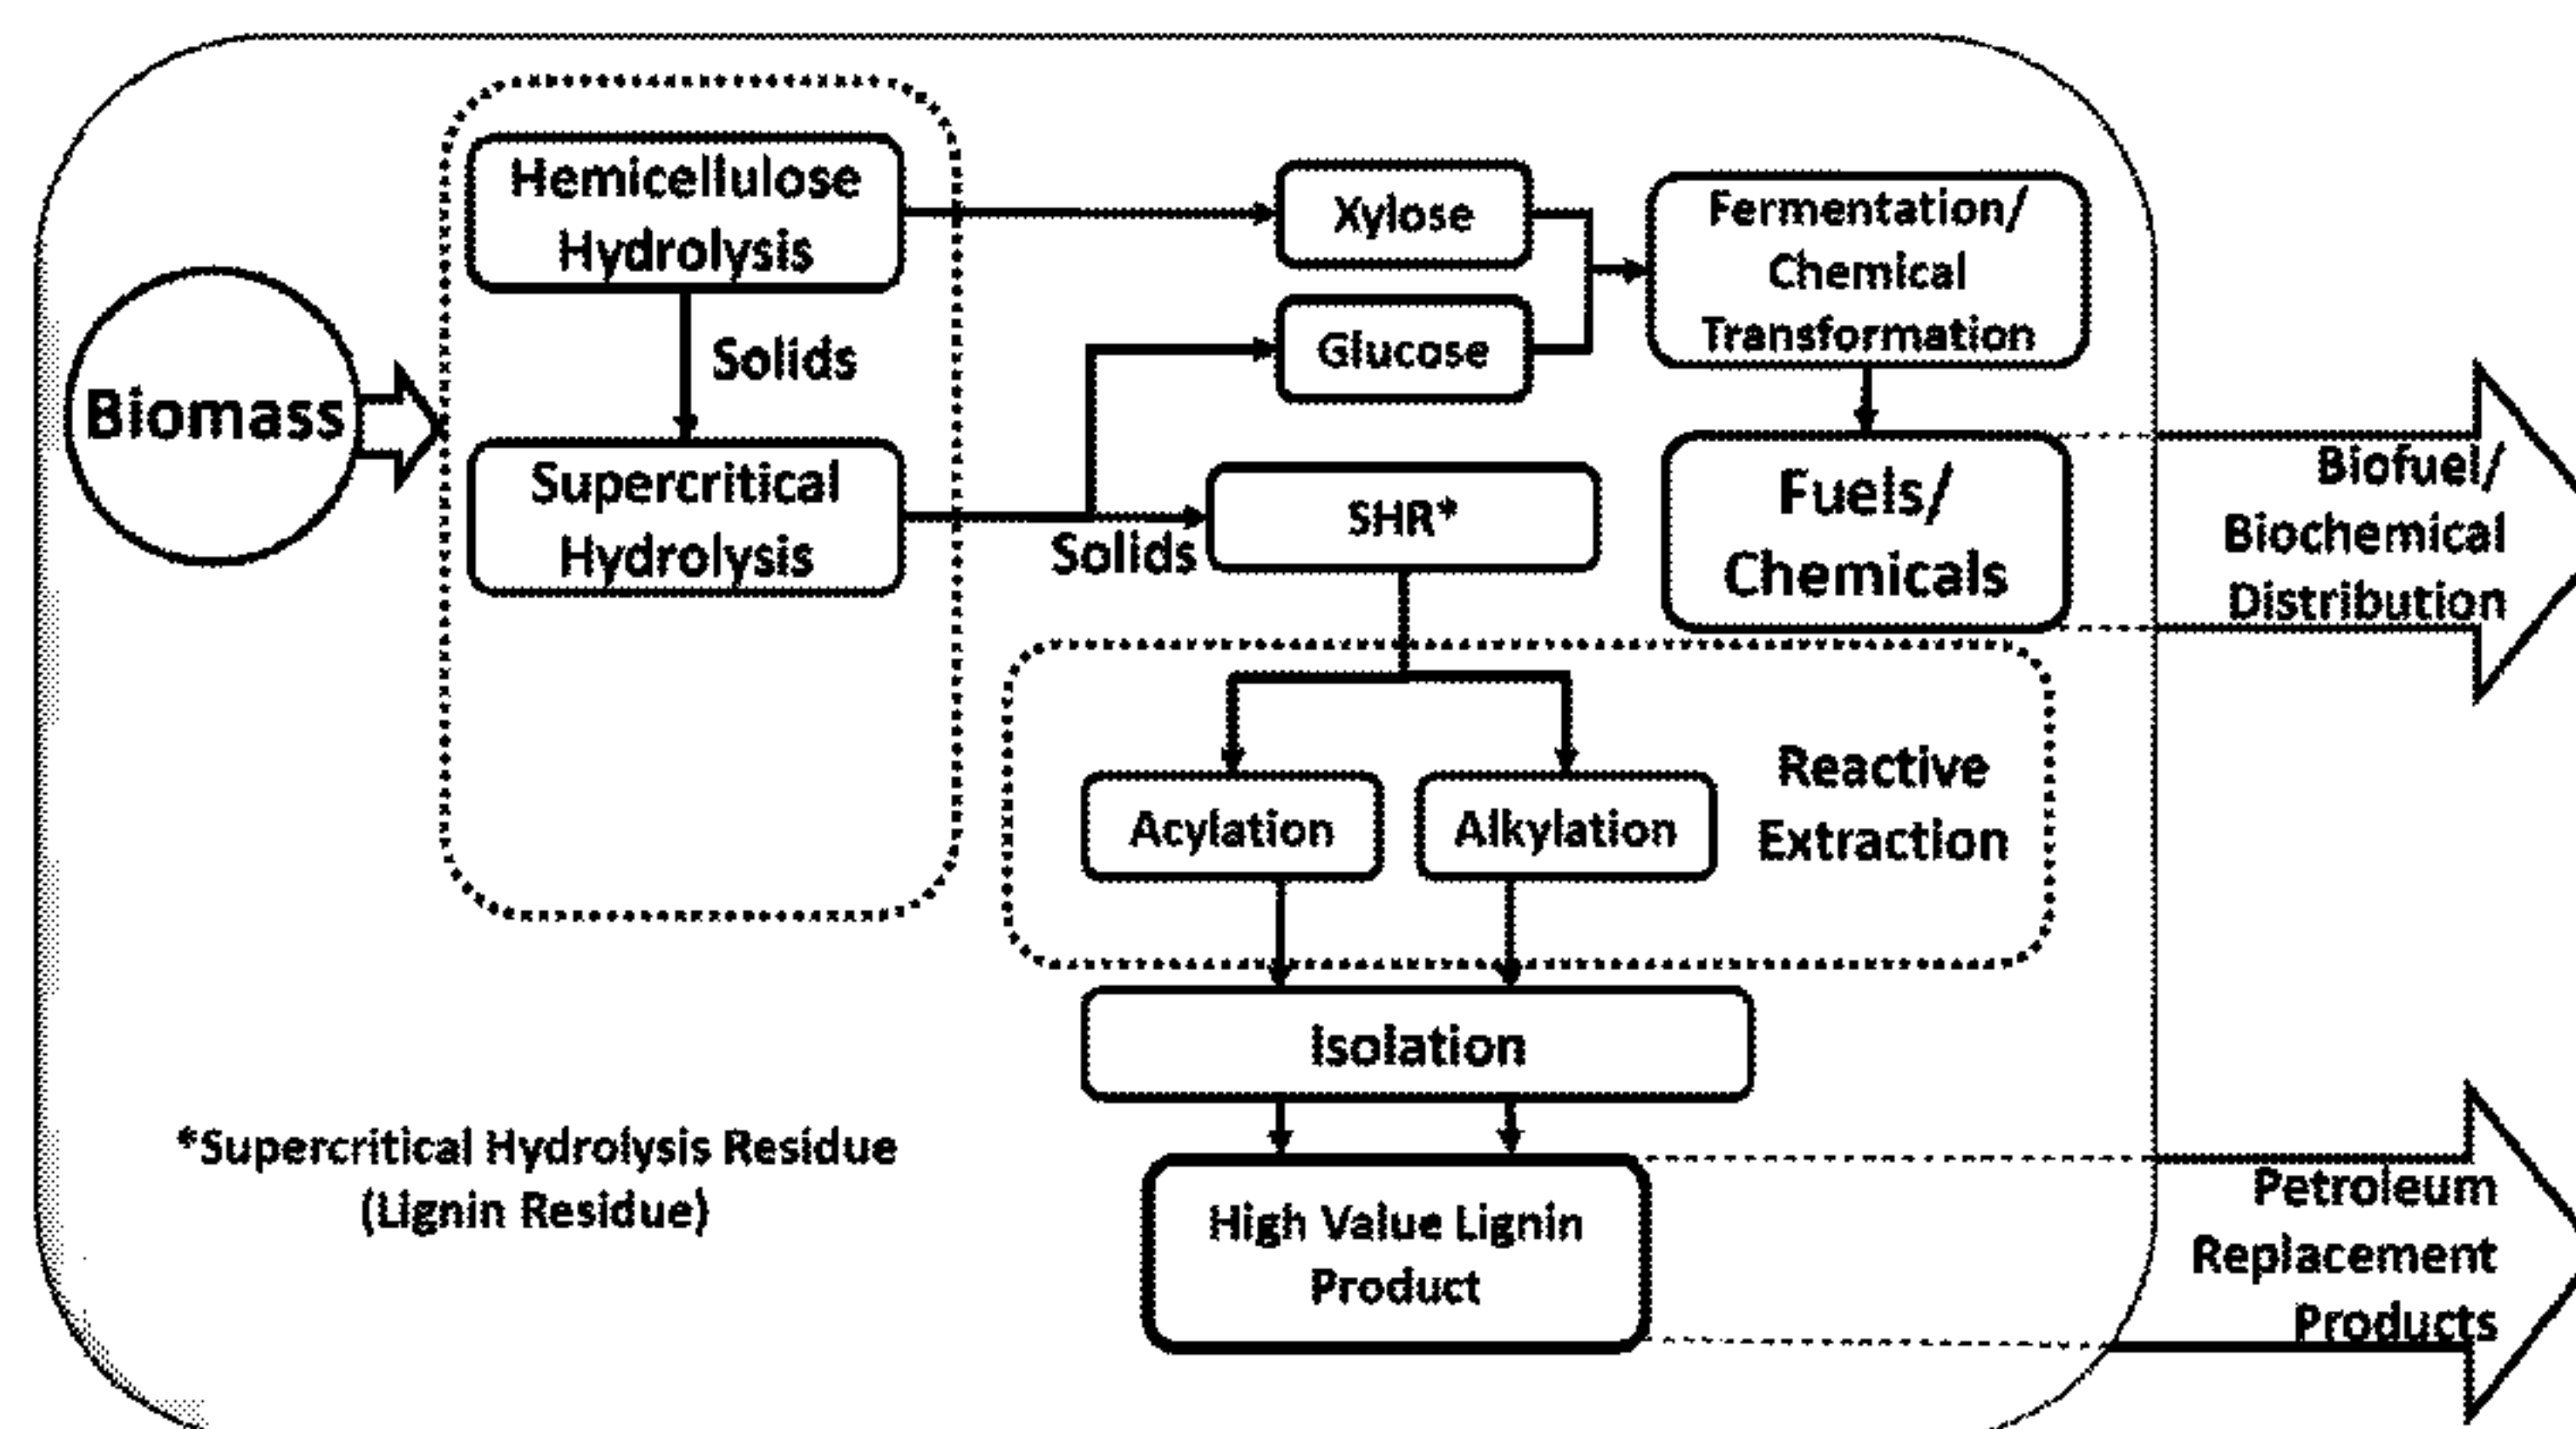 Biomass
Hemicellulose
Hydrolysis
Solids
Supercritical
Hydrolysis
Xylose
Glucose
Fermentation/
Chemical
Transformation
Solids
SHR*
Fuels/
Chemicals
Biofuel/
Biochemical
Distribution
Acylation
Alkylation
Reactive
Extraction
Isolation
*Supercritical Hydrolysis Residue
(Lignin Residue)
High Value Lignin
Product
Petroleum
Replacement
Products